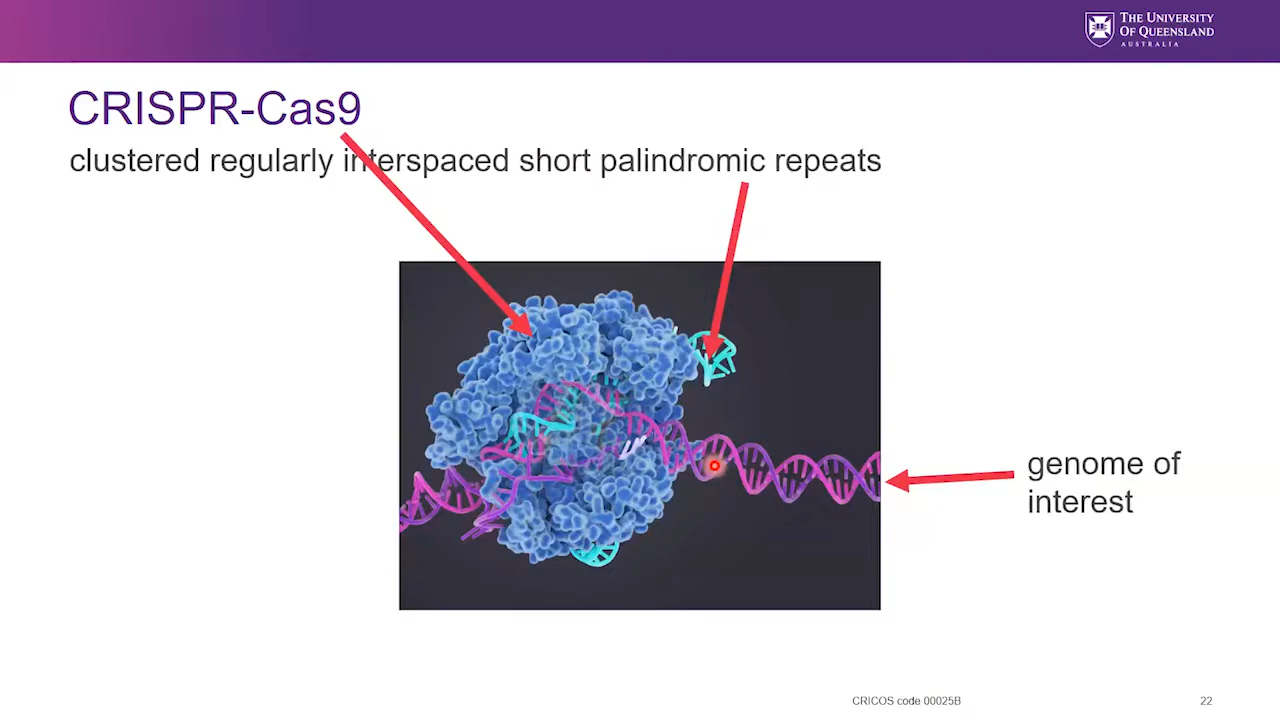 THE UNIVERSITY
OF QUEENSLAND
AUSTRALIA
CRISPR-Cas9
clustered regularly interspaced short palindromic repeats
genome of
interest
CRICOS code 00025B
22